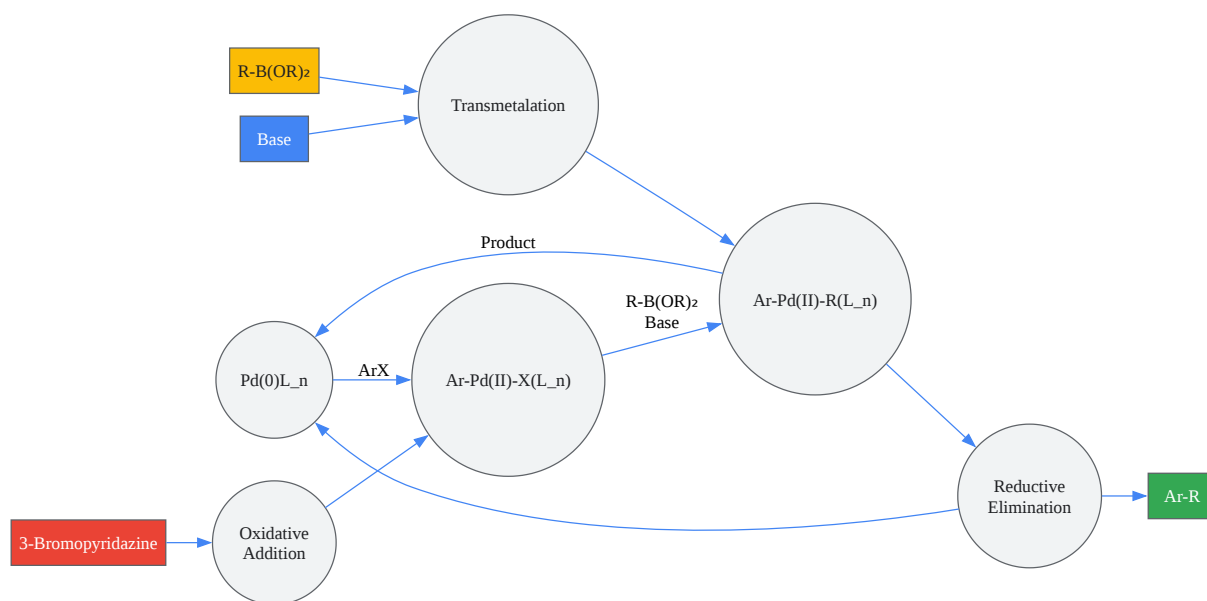 R-B(OR)₂
Transmetalation
Base
Product
Ar-Pd(II)-R(L_n)
R-B(OR)₂
Base
Pd(0)L_n
ArX
Ar-Pd(II)-X(L_n)
Reductive
Elimination
Ar-R
3-Bromopyridazine
Oxidative
Addition